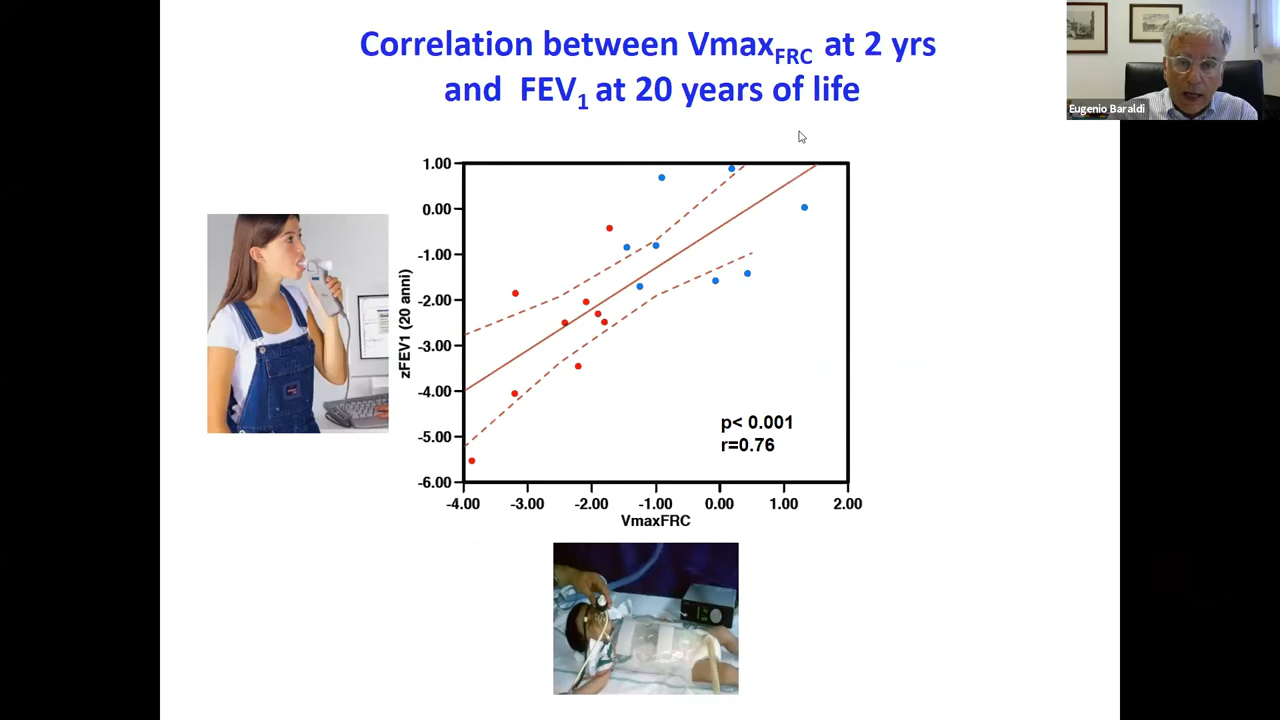 Correlation between VmaxFRC at 2 yrs
and FEV1 at 20 years of life
Eugenio Baraldi
1.00
0.00
-1.00
-2.00
-3.00
-4.00
-5.00
-6.00
zFEV1 (20 anni)
p< 0.001
r=0.76
-4.00 -3.00 -2.00 -1.00 0.00 1.00 2.00
VmaxFRC